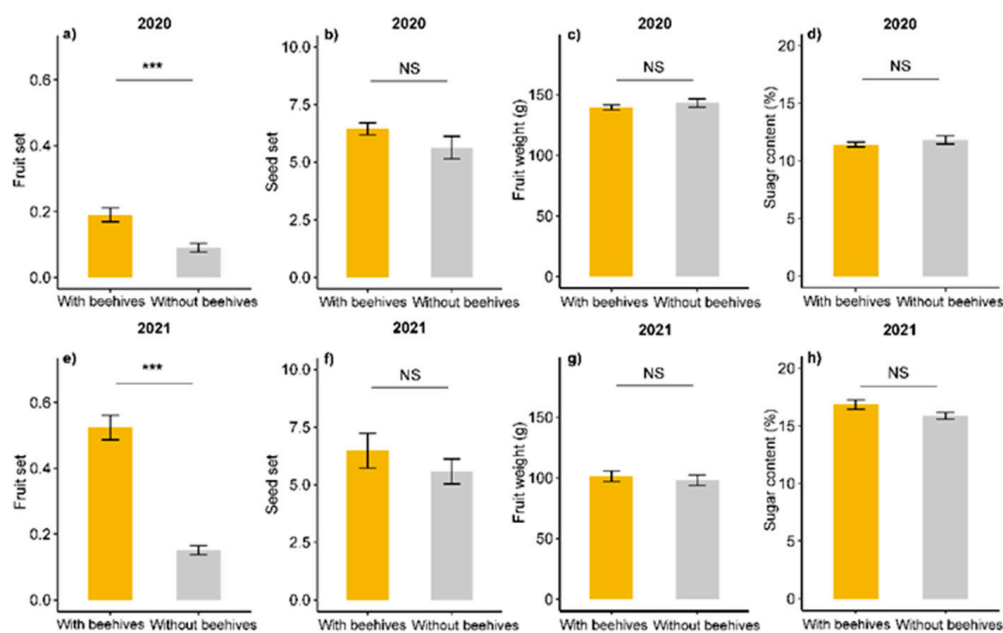 2020
a)
***
Fruit set
0.6
0.4
0.2
0.0
With beehives Without beehives
2020
b)
NS
Seed set
10.0
7.5
5.0
2.5
0.0
With beehives Without beehives
2020
c)
NS
Fruit weight (g)
150
100
50
0
With beehives Without beehives
2020
d)
NS
Suagr content (%)
20
15
10
5
0
With beehives Without beehives
2021
e)
***
Fruit set
0.6
0.4
0.2
0.0
With beehives Without beehives
2021
f)
NS
Seed set
10.0
7.5
5.0
2.5
0.0
With beehives Without beehives
2021
g)
NS
Fruit weight (g)
150
100
50
0
With beehives Without beehives
2021
h)
NS
Sugar content (%)
20
15
10
5
0
With beehives Without beehives